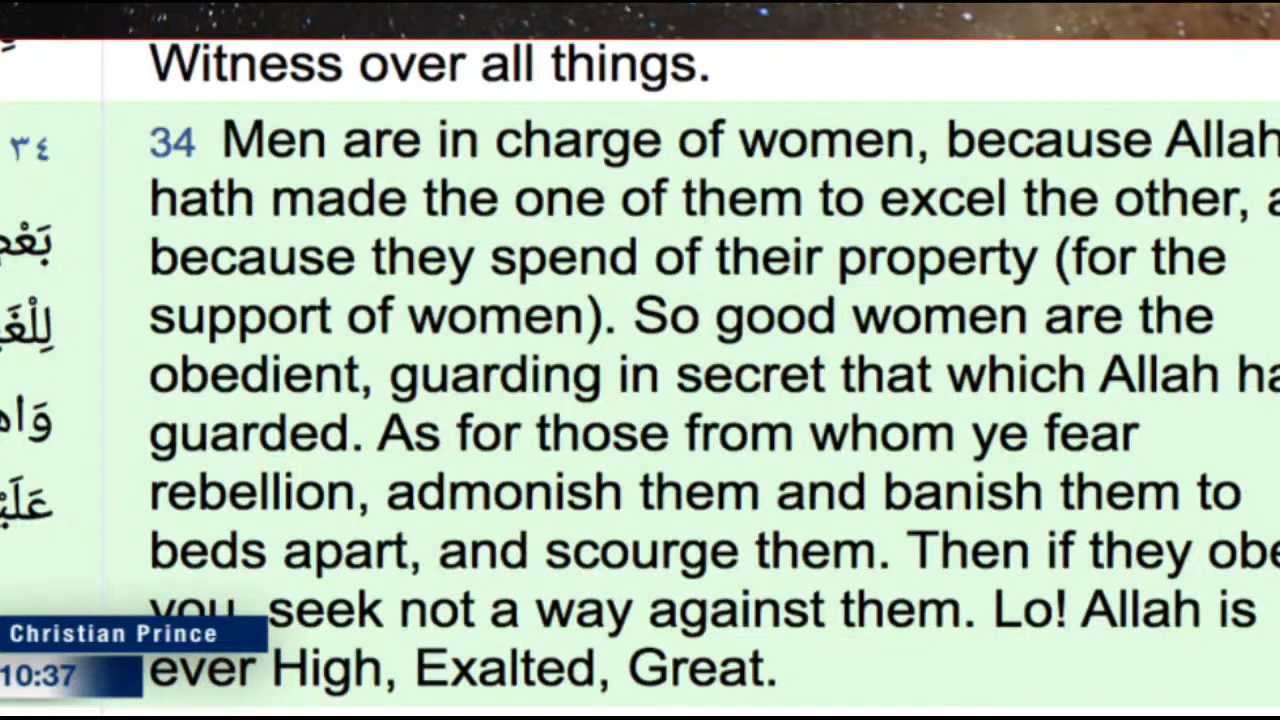 Witness over all things.
34 Men are in charge of women, because Allah
hath made the one of them to excel the other,
because they spend of their property (for the
support of women). So good women are the
obedient, guarding in secret that which Allah
guarded. As for those from whom ye fear
rebellion, admonish them and banish them to
beds apart, and scourge them. Then if they
you, seek not a way against them. Lo! Allah is
ever High, Exalted, Great.
٣٤
Christian Prince
10:37